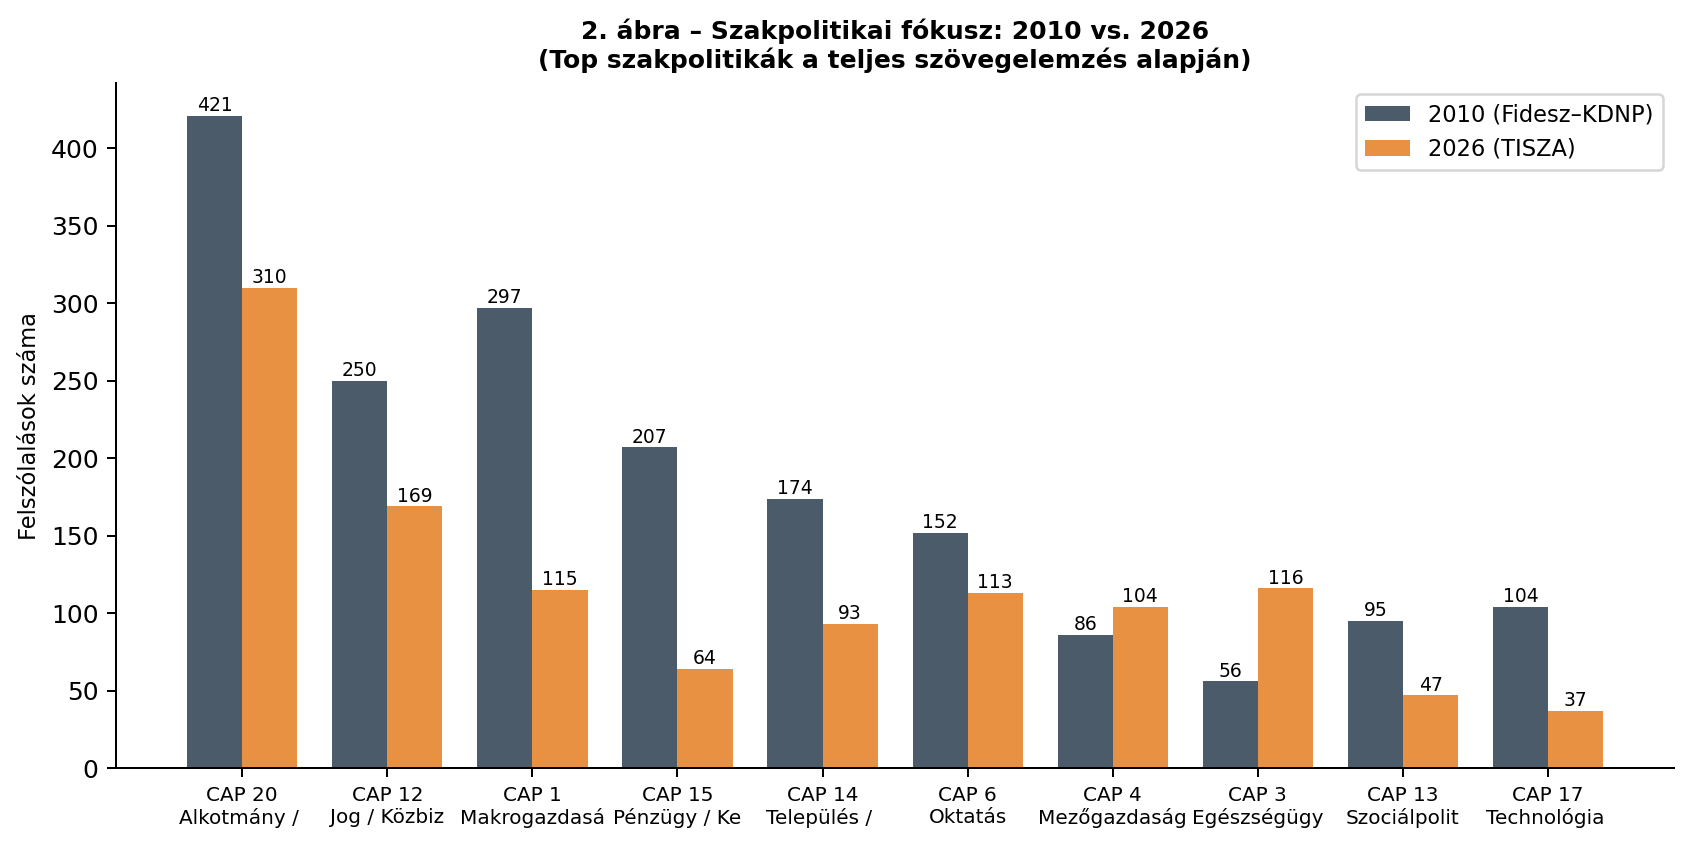 2. ábra – Szakpolitikai fókusz: 2010 vs. 2026
(Top szakpolitikák a teljes szövegelemzés alapján)
2010 (Fidesz–KDNP)
2026 (TISZA)
Felszólalások száma
400
350
300
250
200
150
100
50
0
421
310
250
169
297
115
207
64
174
93
152
113
86
104
56
116
95
47
104
37
CAP 20
Alkotmány /
CAP 12
Jog / Közbiz
CAP 1
Makrogazdasá
CAP 15
Pénzügy / Ke
CAP 14
Település /
CAP 6
Oktatás
CAP 4
Mezőgazdaság
CAP 3
Egészségügy
CAP 13
Szociálpolit
CAP 17
Technológia